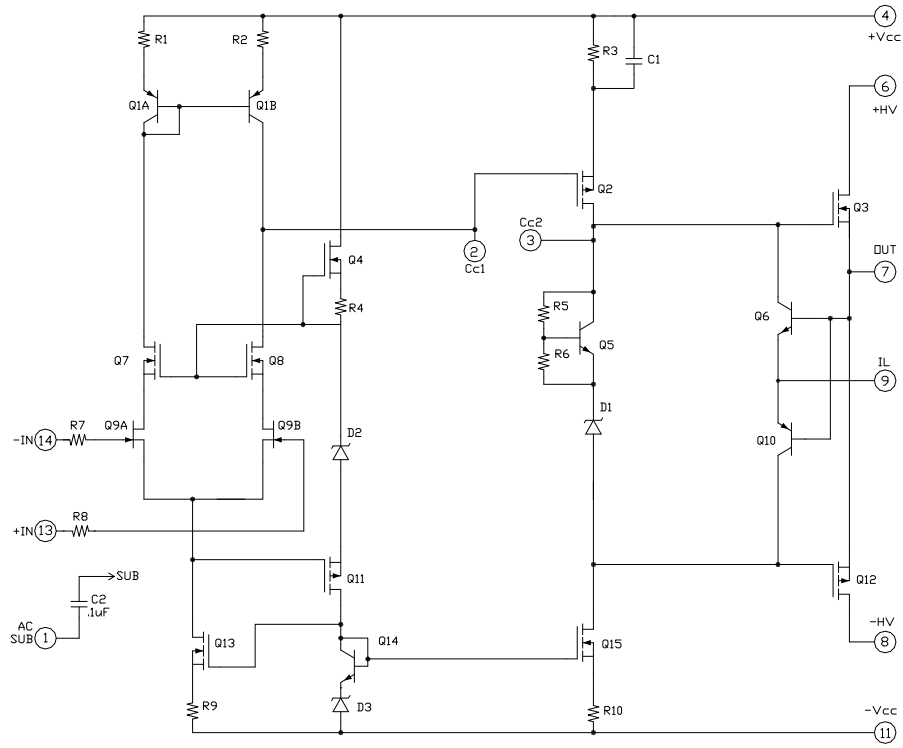 4
+Vcc
R1
R2
R3
C1
Q1A
Q1B
6
+HV
Q2
Q3
Cc2
3
2
Cc1
OUT
7
Q4
R4
R5
Q5
R6
Q6
Q7
Q8
IL
9
D1
Q9A
Q9B
-IN 14
R7
D2
Q10
+IN 13
R8
SUB
C2
.1uF
AC
SUB 1
Q11
Q12
-HV
8
Q13
Q14
Q15
R9
D3
R10
-Vcc
11